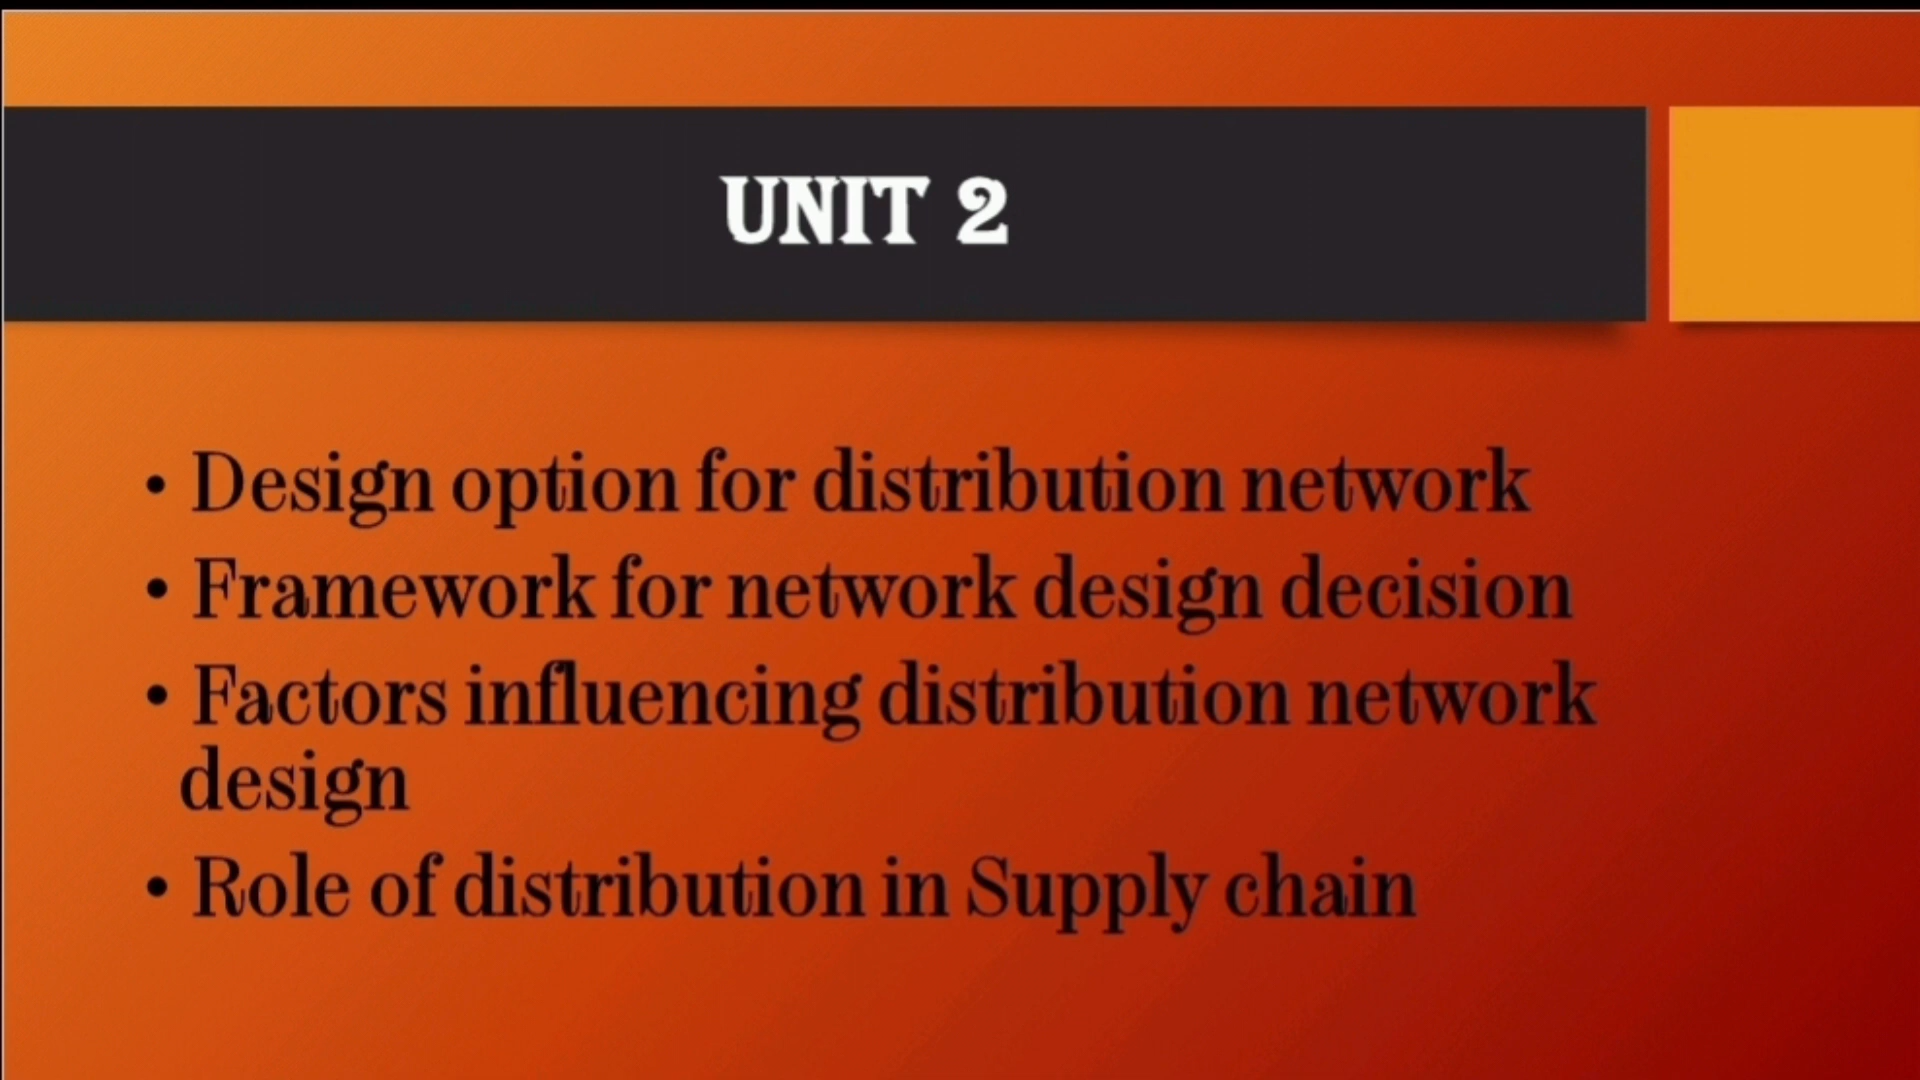 UNIT 2
• Design option for distribution network
• Framework for network design decision
• Factors influencing distribution network
design
• Role of distribution in Supply chain